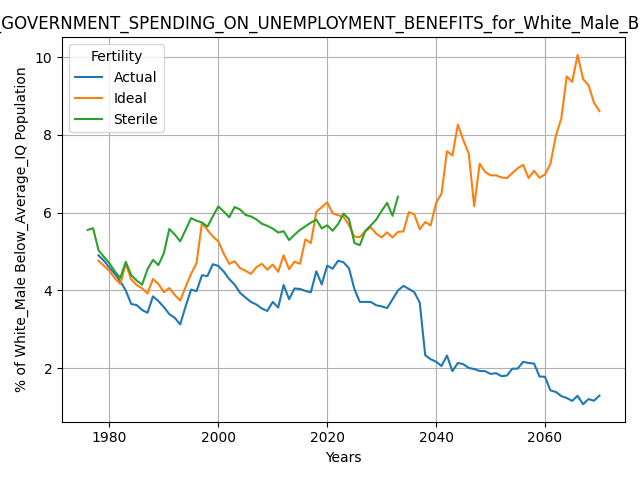 _GOVERNMENT_SPENDING_ON_UNEMPLOYMENT_BENEFITS_for_White_Male_B
Fertility
Actual
Ideal
Sterile
% of White_Male Below_Average_IQ Population
10
8
6
4
2
1980
2000
2020
2040
2060
Years